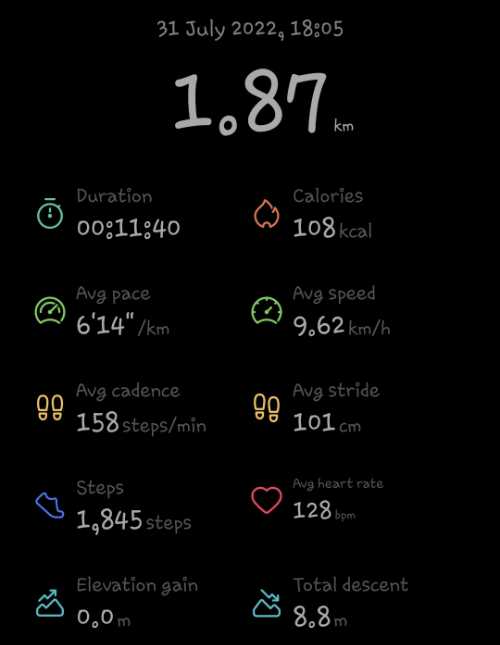 31 July 2022, 18:05
1.87 km
Duration
00:11:40
Calories
108 kcal
Avg pace
6'14" /km
Avg speed
9.62 km/h
Avg cadence
158 steps/min
Avg stride
101 cm
Steps
1,845 steps
Avg heart rate
128 bpm
Elevation gain
0.0 m
Total descent
8.8 m